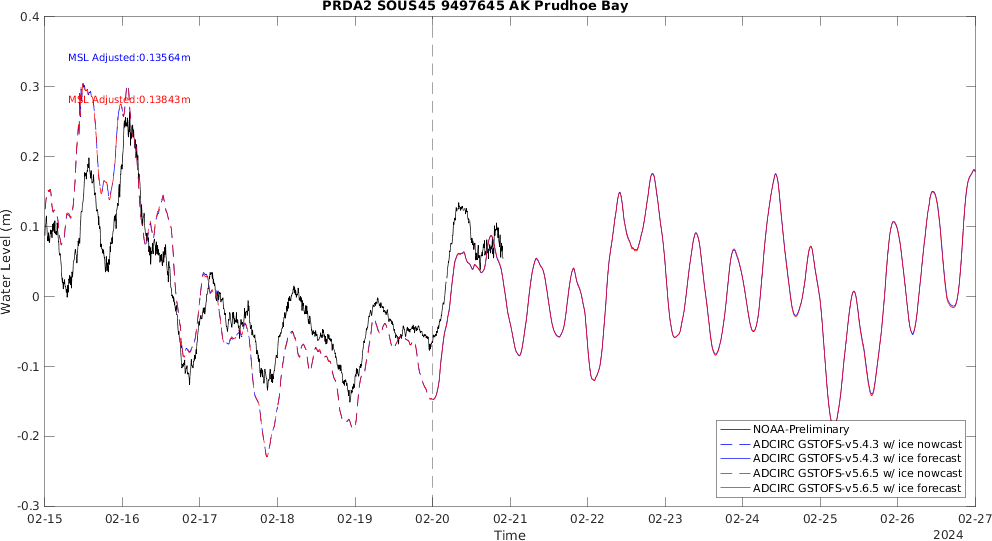 PRDA2 SOUS45 9497645 AK Prudhoe Bay
Water Level (m)
0.4
0.3
0.2
0.1
0
-0.1
-0.2
-0.3
MSL Adjusted:0.13564m
MSL Adjusted:0.13843m
NOAA-Preliminary
ADCIRC GSTOFS-v5.4.3 w/ ice nowcast
ADCIRC GSTOFS-v5.4.3 w/ ice forecast
ADCIRC GSTOFS-v5.6.5 w/ ice nowcast
ADCIRC GSTOFS-v5.6.5 w/ ice forecast
02-15 02-16 02-17 02-18 02-19 02-20 02-21 02-22 02-23 02-24 02-25 02-26 02-27
Time
2024